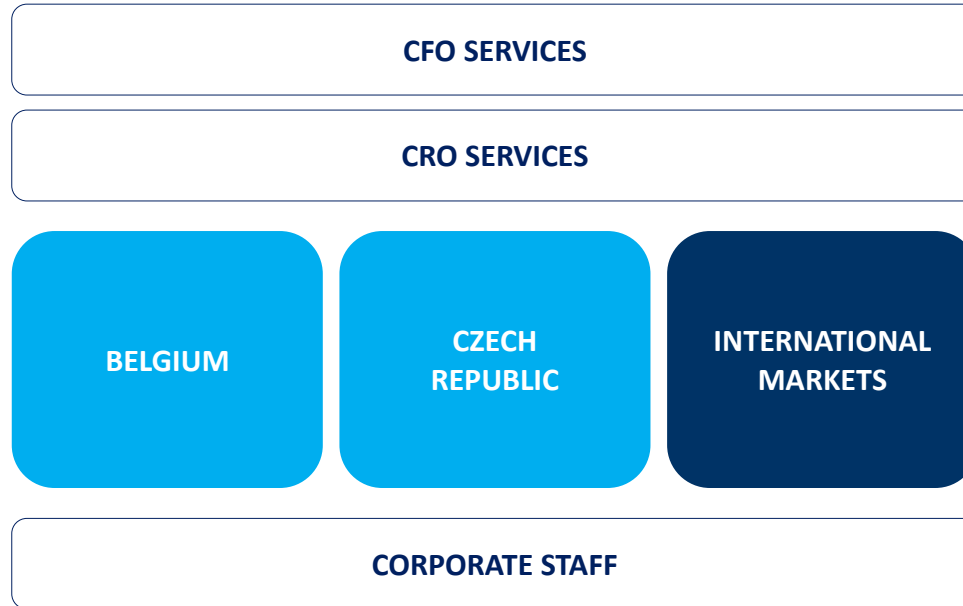 CFO SERVICES
CRO SERVICES
BELGIUM
CZECH
REPUBLIC
INTERNATIONAL
MARKETS
CORPORATE STAFF